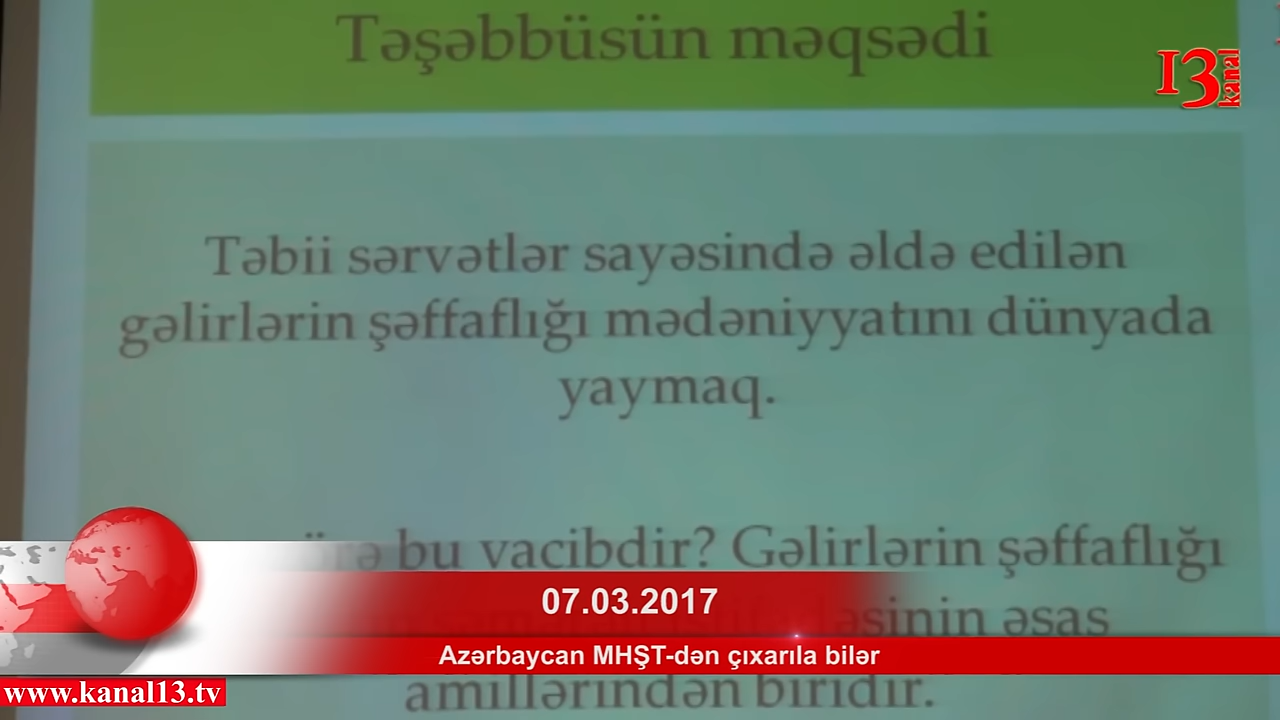 Təşəbbüsün məqsədi
13 kanal
Təbii sərvətlər sayəsində əldə edilən
gəlirlərin şəffaflığı mədəniyyatını dünyada
yaymaq.
bu vacibdir? Gəlirlərin şəffaflığı
07.03.2017
əsas
Azərbaycan MHŞT-dən çıxarıla bilər
www.kanal13.tv
amillərindən biridir.